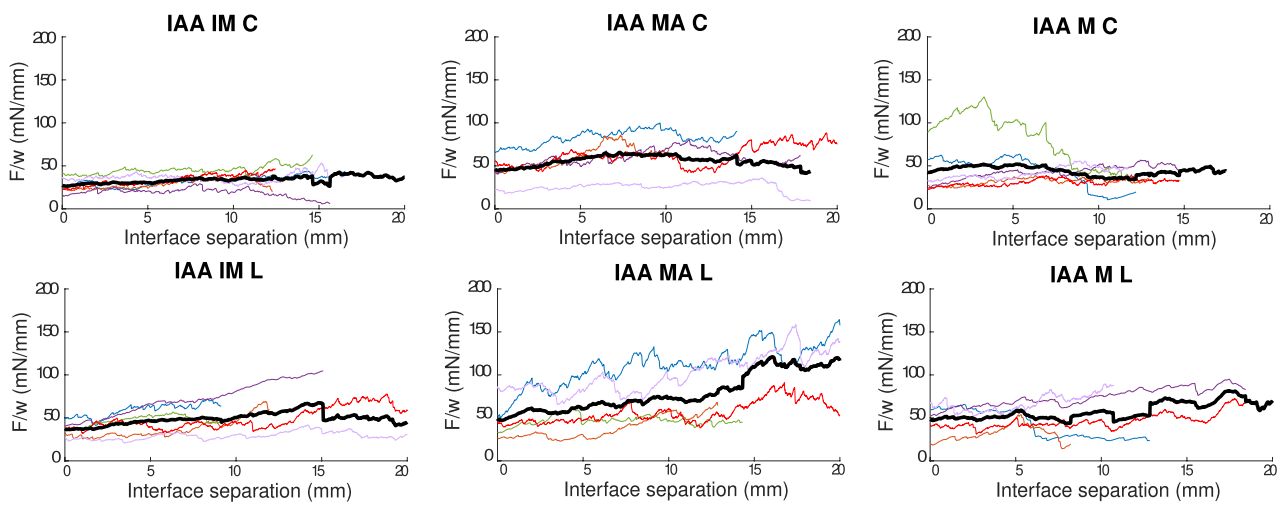 IAA IM C
200
150
100
50
0
F/w (mN/mm)
0 5 10 15 20
Interface separation (mm)
IAA MA C
200
150
100
50
0
F/w (mN/mm)
0 5 10 15 20
Interface separation (mm)
IAA M C
200
150
100
50
0
F/w (mN/mm)
0 5 10 15 20
Interface separation (mm)
IAA IM L
200
150
100
50
0
F/w (mN/mm)
0 5 10 15 20
Interface separation (mm)
IAA MA L
200
150
100
50
0
F/w (mN/mm)
0 5 10 15 20
Interface separation (mm)
IAA M L
200
150
100
50
0
F/w (mN/mm)
0 5 10 15 20
Interface separation (mm)